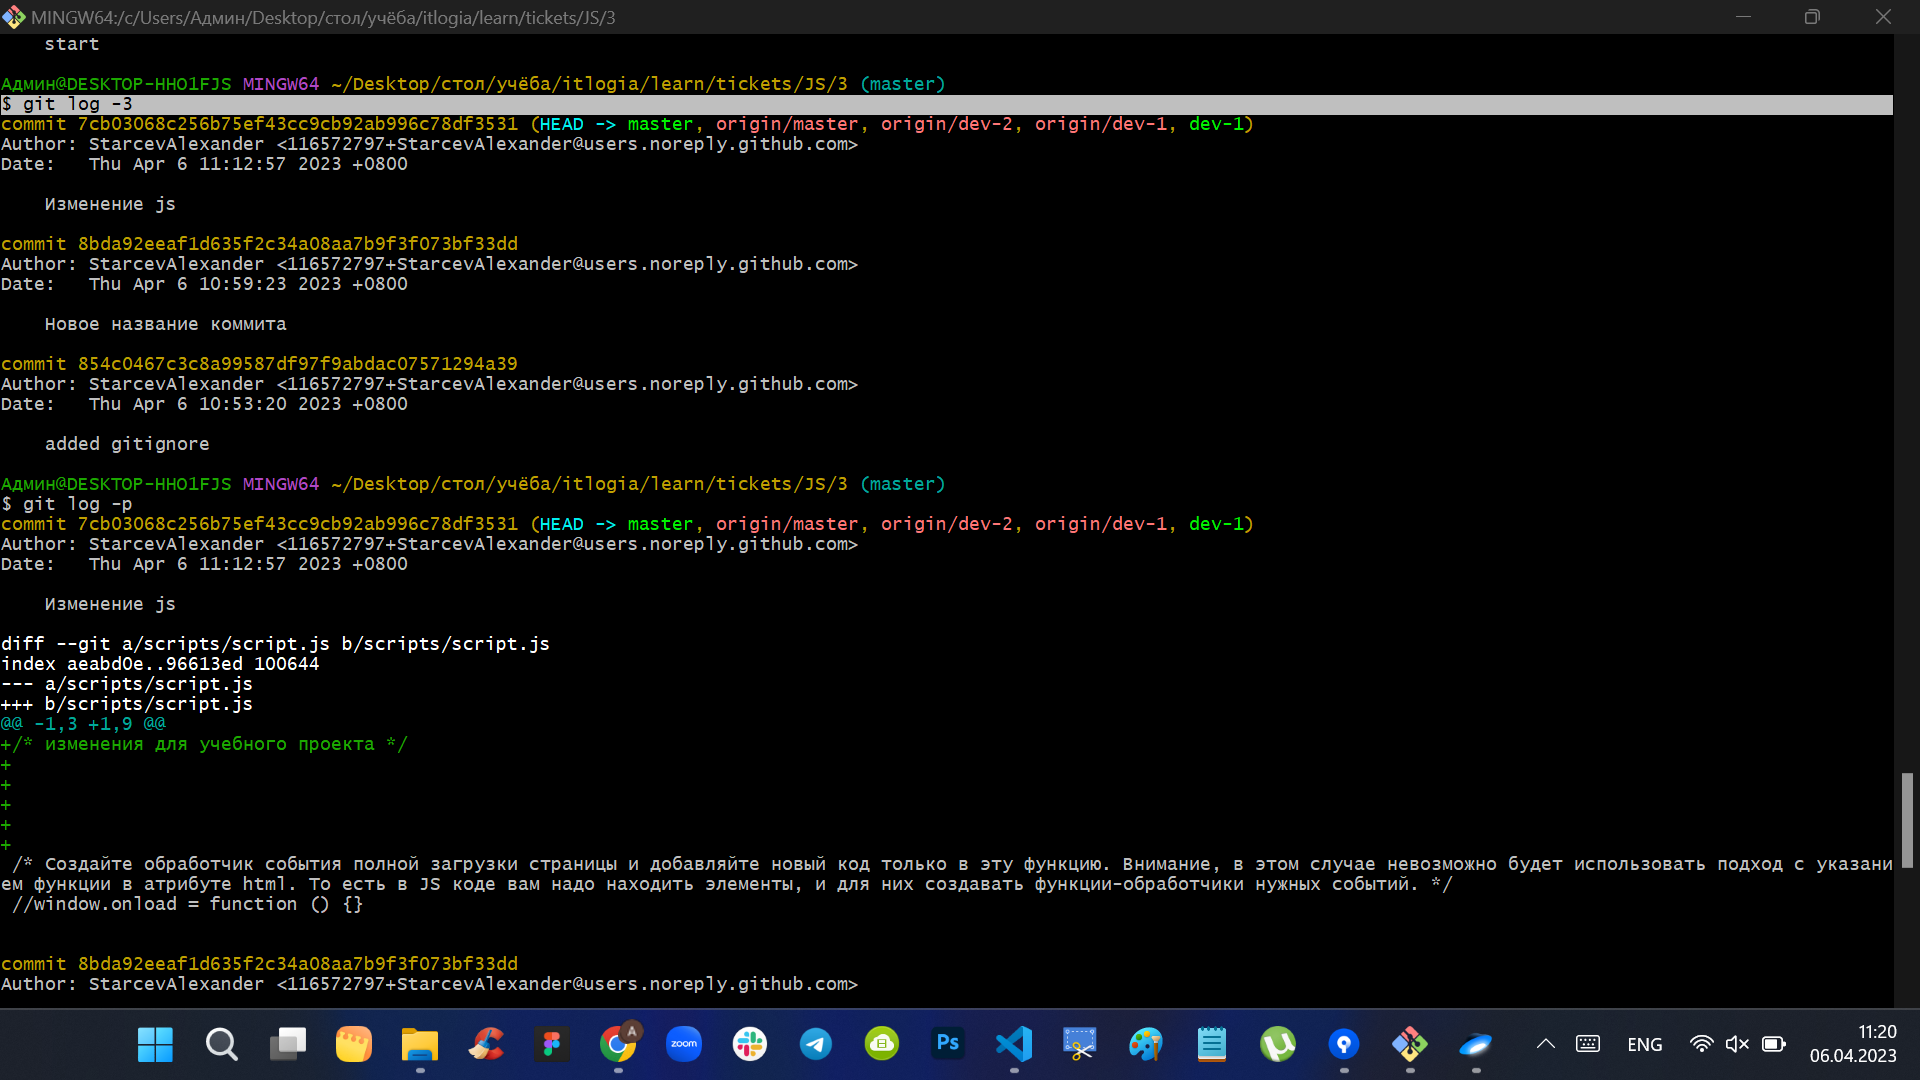 MINGW64:/c/Users/Админ/Desktop/стол/учёба/itlogia/learn/tickets/JS/3
    start
Админ@DESKTOP-HHO1FJS MINGW64 ~/Desktop/стол/учёба/itlogia/learn/tickets/JS/3 (master)
$ git log -3
commit 7cb03068c256b75ef43cc9cb92ab996c78df3531 (HEAD -> master, origin/master, origin/dev-2, origin/dev-1, dev-1)
Author: StarcevAlexander <116572797+StarcevAlexander@users.noreply.github.com>
Date:   Thu Apr 6 11:12:57 2023 +0800
    Изменение js
commit 8bda92eeaf1d635f2c34a08aa7b9f3f073bf33dd
Author: StarcevAlexander <116572797+StarcevAlexander@users.noreply.github.com>
Date:   Thu Apr 6 10:59:23 2023 +0800
    Новое название коммита
commit 854c0467c3c8a99587df97f9abdac07571294a39
Author: StarcevAlexander <116572797+StarcevAlexander@users.noreply.github.com>
Date:   Thu Apr 6 10:53:20 2023 +0800
    added gitignore
Админ@DESKTOP-HHO1FJS MINGW64 ~/Desktop/стол/учёба/itlogia/learn/tickets/JS/3 (master)
$ git log -p
commit 7cb03068c256b75ef43cc9cb92ab996c78df3531 (HEAD -> master, origin/master, origin/dev-2, origin/dev-1, dev-1)
Author: StarcevAlexander <116572797+StarcevAlexander@users.noreply.github.com>
Date:   Thu Apr 6 11:12:57 2023 +0800
    Изменение js
diff --git a/scripts/script.js b/scripts/script.js
index aeabd0e..96613ed 100644
--- a/scripts/script.js
+++ b/scripts/script.js
@@ -1,3 +1,9 @@
+/* изменения для учебного проекта */
+
+
+
+
+
 /* Создайте обработчик события полной загрузки страницы и добавляйте новый код только в эту функцию. Внимание, в этом случае невозможно будет использовать подход с указани
ем функции в атрибуте html. То есть в JS коде вам надо находить элементы, и для них создавать функции-обработчики нужных событий. */
 //window.onload = function () {}
commit 8bda92eeaf1d635f2c34a08aa7b9f3f073bf33dd
Author: StarcevAlexander <116572797+StarcevAlexander@users.noreply.github.com>
A
zoom
Ps
ENG
11:20
06.04.2023